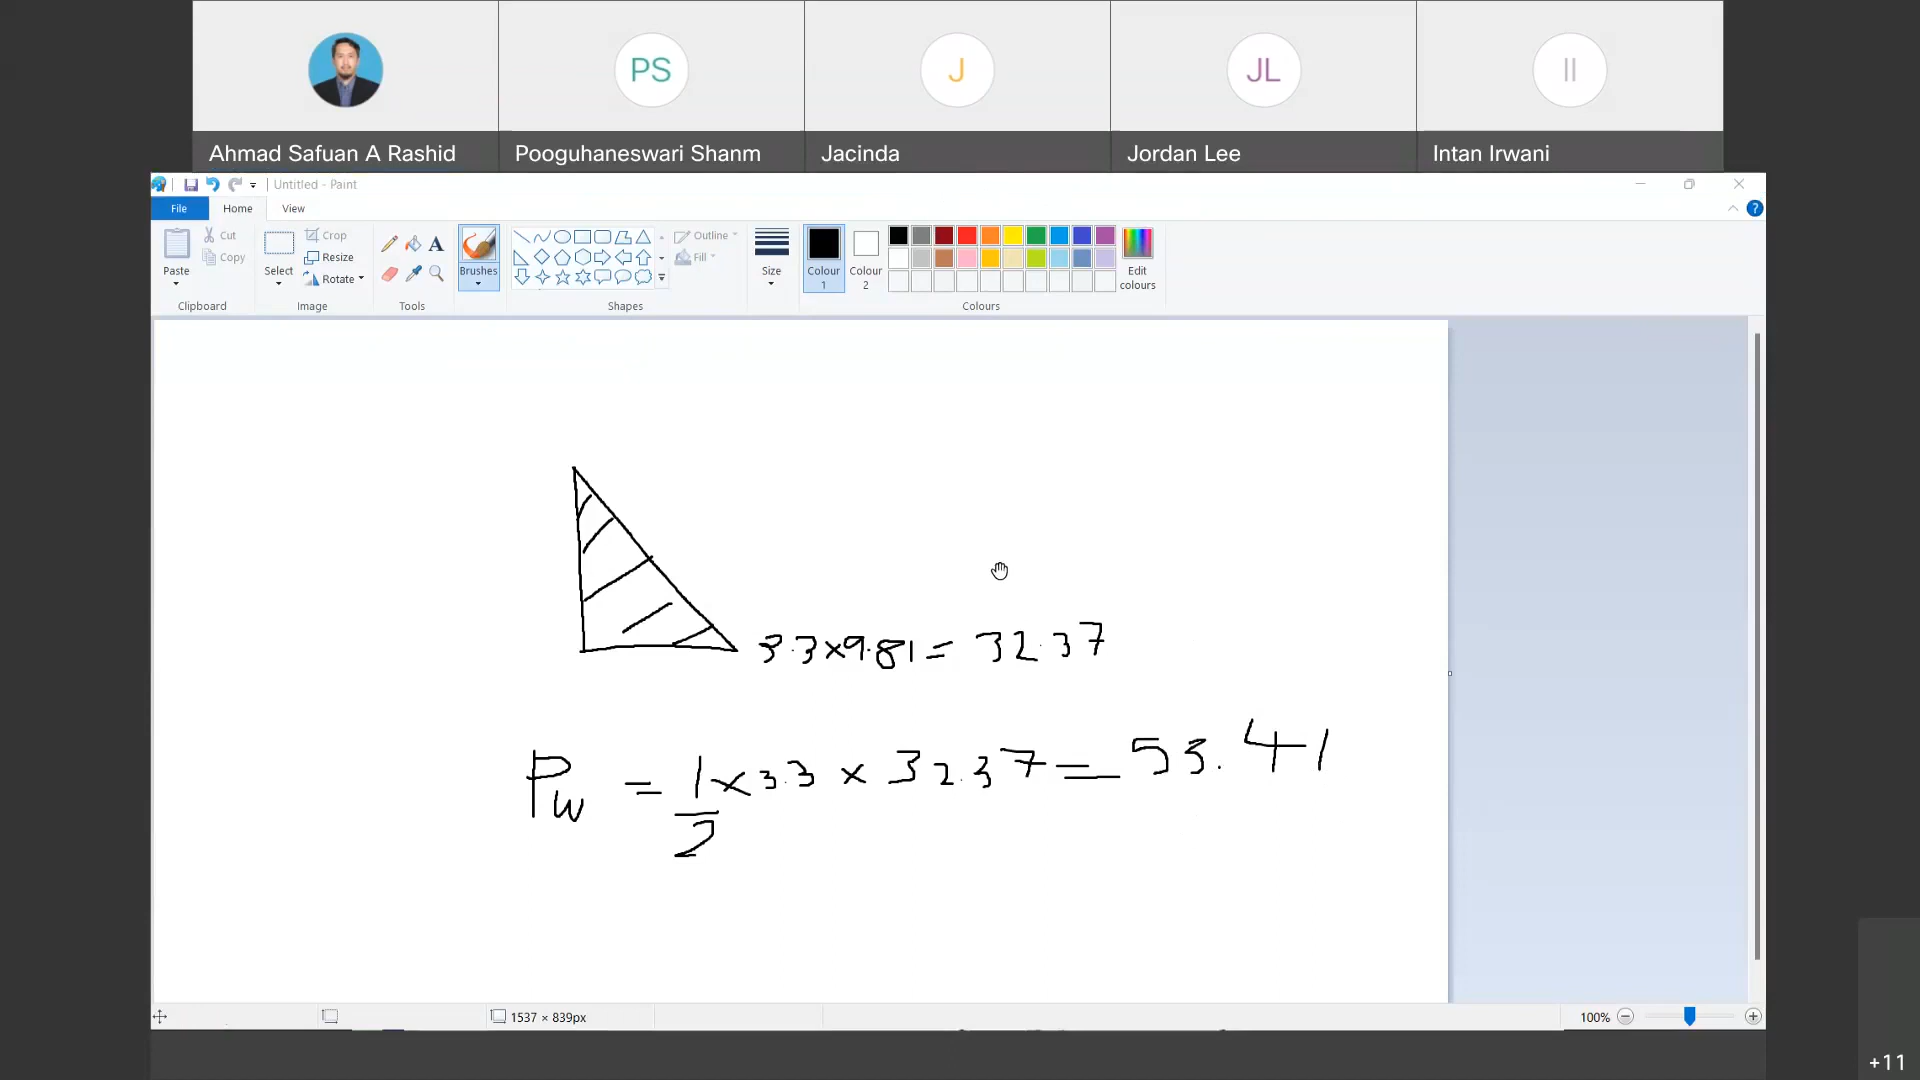 PS
J
JL
II
Ahmad Safuan A Rashid
Pooguhaneswari Shanm
Jacinda
Jordan Lee
Intan Irwani
Untitled - Paint
File
Home
View
Paste
Cut
Copy
Clipboard
Select
Crop
Resize
Rotate
Image
A
Tools
Brushes
Outline
Fill
Shapes
Size
Colour 1
Colour 2
Edit colours
Colours
?
3.3×9.81 = 32.37
Pw = 1/2 × 3.3 × 32.37 = 53.41
1537 × 839px
100%
+11